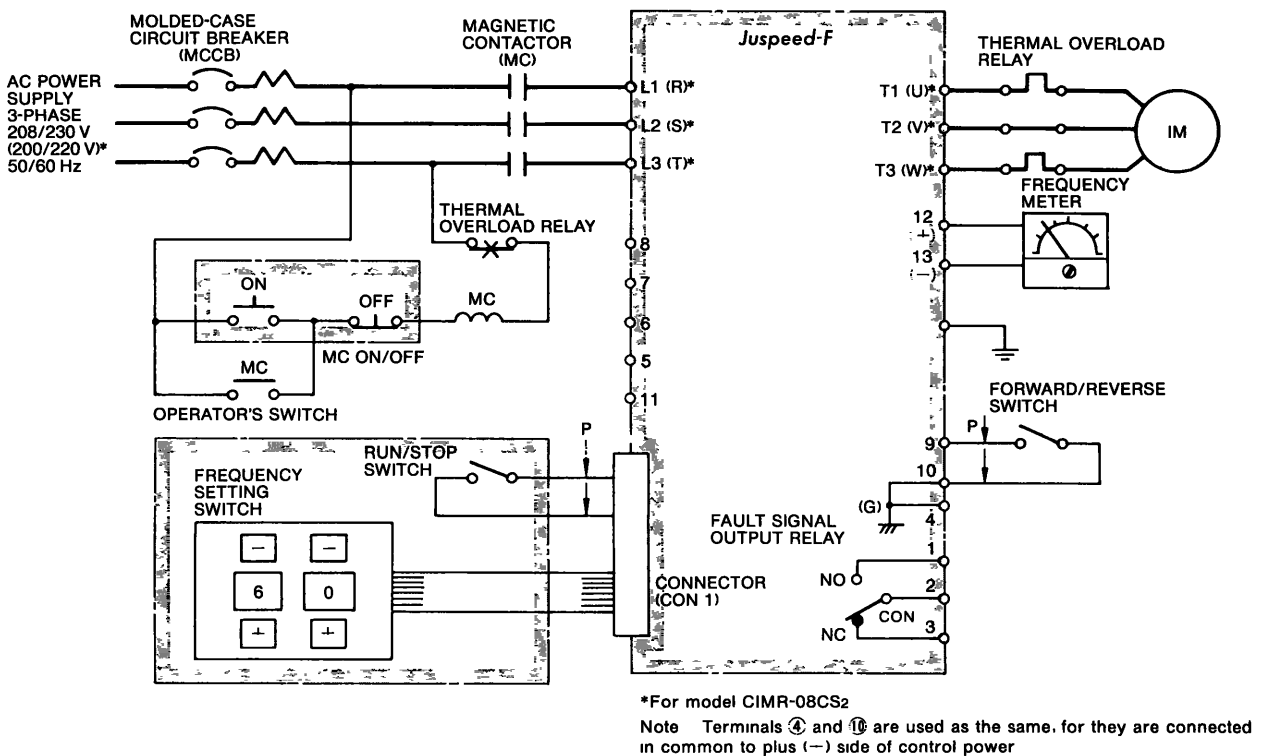 MOLDED-CASE
CIRCUIT BREAKER
(MCCB)
MAGNETIC
CONTACTOR
(MC)
Juspeed-F
THERMAL OVERLOAD
RELAY
AC POWER
SUPPLY
3-PHASE
208/230 V
(200/220 V)*
50/60 Hz
L1 (R)*
L2 (S)*
L3 (T)*
T1 (U)*
T2 (V)*
T3 (W)*
IM
FREQUENCY
METER
12
(+)
13
(—)
THERMAL
OVERLOAD RELAY
8
7
6
5
11
ON
OFF
MC
MC ON/OFF
MC
OPERATOR'S SWITCH
FORWARD/REVERSE
SWITCH
P
9
10
(G)
4
P
RUN/STOP
SWITCH
FREQUENCY
SETTING
SWITCH
— —
6 0
+ +
CONNECTOR
(CON 1)
FAULT SIGNAL
OUTPUT RELAY
1
NO
2
CON
NC
3
*For model CIMR-08CS2
Note Terminals ④ and ⑩ are used as the same, for they are connected
in common to plus (—) side of control power